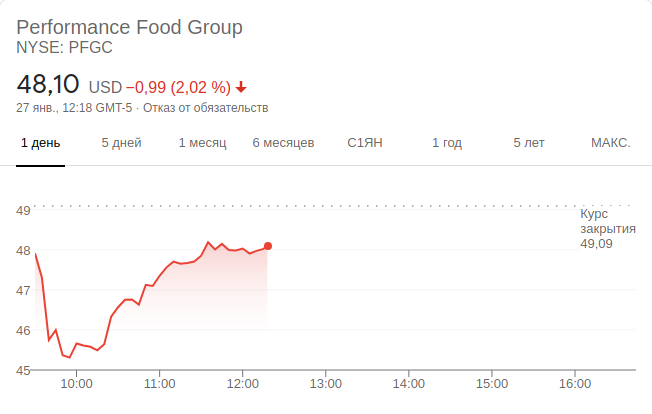 Performance Food Group
NYSE: PFGC
48,10 USD −0,99 (2,02 %)
27 янв., 12:18 GMT-5 · Отказ от обязательств
1 день 5 дней 1 месяц 6 месяцев С1ЯН 1 год 5 лет МАКС.
49
Курс
закрытия
49,09
48
47
46
45
10:00 11:00 12:00 13:00 14:00 15:00 16:00